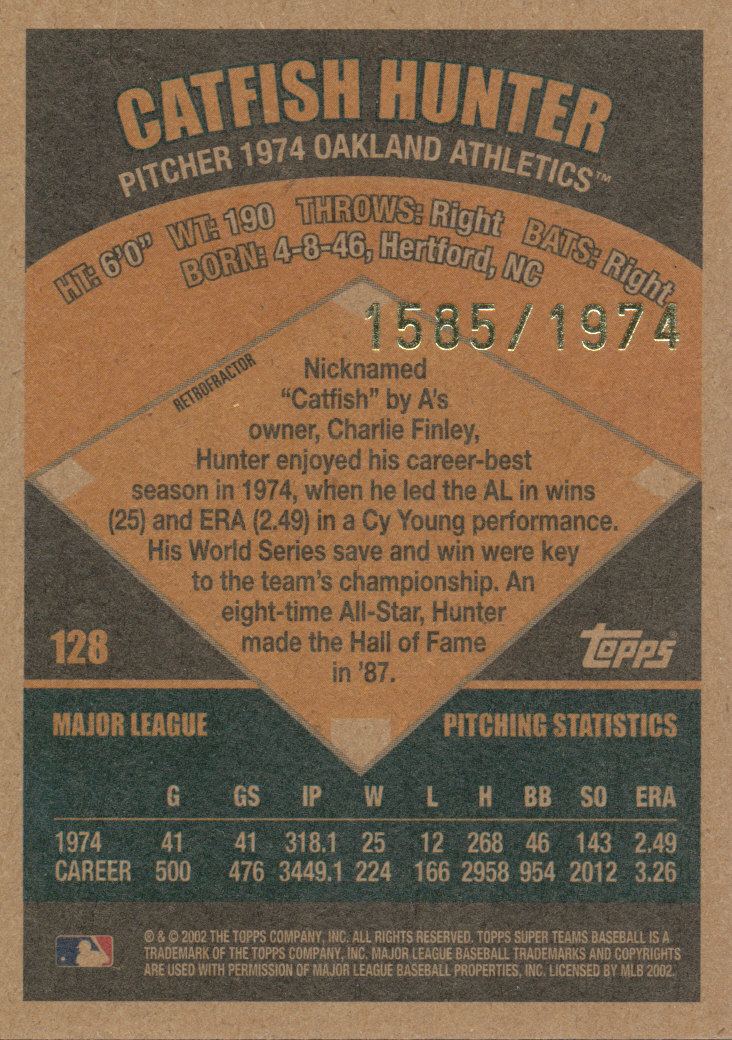 CATFISH HUNTER
PITCHER 1974 OAKLAND ATHLETICS™
HT: 6'0” WT: 190 THROWS: Right BATS: Right
BORN: 4-8-46, Hertford, NC
1585/1974
RETROFRACTOR
Nicknamed
“Catfish” by A's
owner, Charlie Finley,
Hunter enjoyed his career-best
season in 1974, when he led the AL in wins
(25) and ERA (2.49) in a Cy Young performance.
His World Series save and win were key
to the team's championship. An
eight-time All-Star, Hunter
made the Hall of Fame
in '87.
128
topps®
MAJOR LEAGUE PITCHING STATISTICS
G GS IP W L H BB SO ERA
1974 41 41 318.1 25 12 268 46 143 2.49
CAREER 500 476 3449.1 224 166 2958 954 2012 3.26
® & © 2002 THE TOPPS COMPANY, INC. ALL RIGHTS RESERVED. TOPPS SUPER TEAMS BASEBALL IS A
TRADEMARK OF THE TOPPS COMPANY, INC. MAJOR LEAGUE BASEBALL TRADEMARKS AND COPYRIGHTS
ARE USED WITH PERMISSION OF MAJOR LEAGUE BASEBALL PROPERTIES, INC. LICENSED BY MLB 2002.